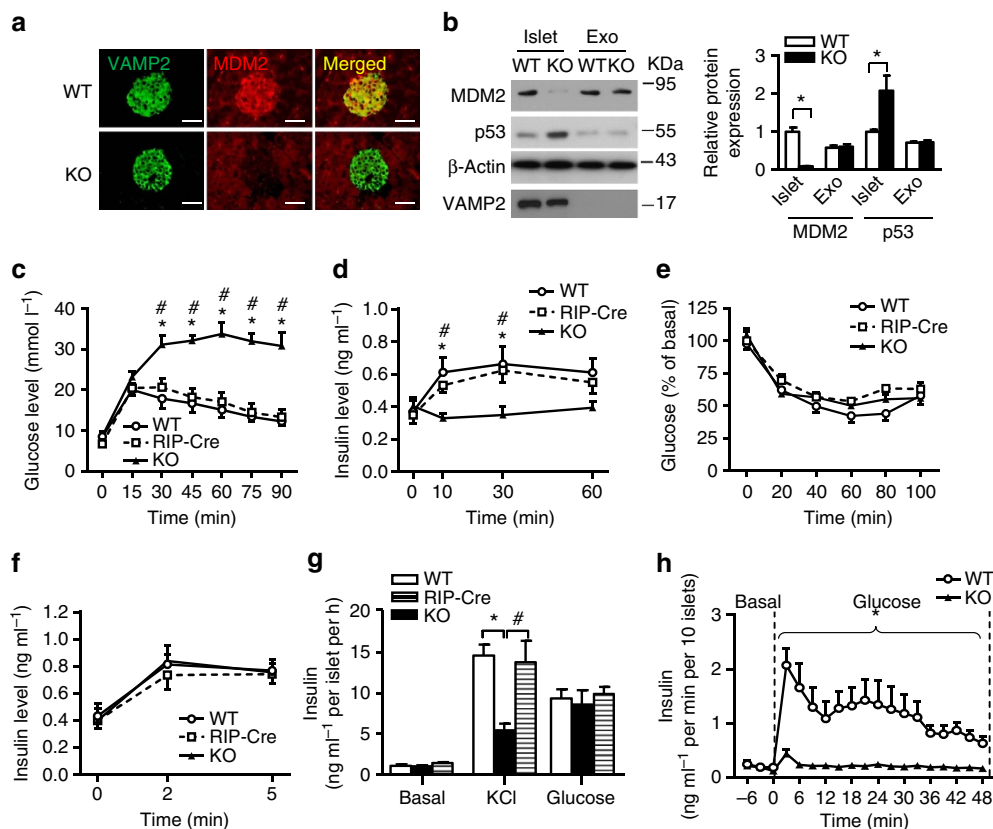 a
VAMP2 MDM2 Merged
WT
KO
b
Islet Exo
WT KO WT KO KDa
MDM2 95
p53 55
β-Actin 43
VAMP2 17
WT
KO
Relative protein expression
3
2
1
0
* *
Islet Exo Islet Exo
MDM2 p53
c
Glucose level (mmol l⁻¹)
40
30
20
10
0
# # # # #
* * * * *
WT
RIP-Cre
KO
0 15 30 45 60 75 90
Time (min)
d
Insulin level (ng ml⁻¹)
1.0
0.8
0.6
0.4
0.2
0.0
# #
* *
WT
RIP-Cre
KO
0 10 30 60
Time (min)
e
Glucose (% of basal)
125
100
75
50
25
0
WT
RIP-Cre
KO
0 20 40 60 80 100
Time (min)
f
Insulin level (ng ml⁻¹)
1.2
1.0
0.8
0.6
0.4
0.2
0.0
WT
RIP-Cre
KO
0 2 5
Time (min)
g
WT
RIP-Cre
KO
Insulin
(ng ml⁻¹ per islet per h)
20
15
10
5
0
* #
Basal KCl Glucose
h
WT
KO
Basal Glucose
*
Insulin
(ng ml⁻¹ per min per 10 islets)
3
2
1
0
−6 0 6 12 18 24 30 36 42 48
Time (min)